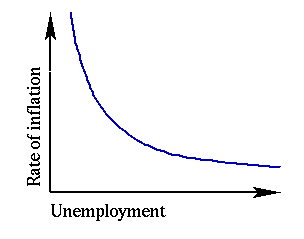 Rate of inflation
Unemployment